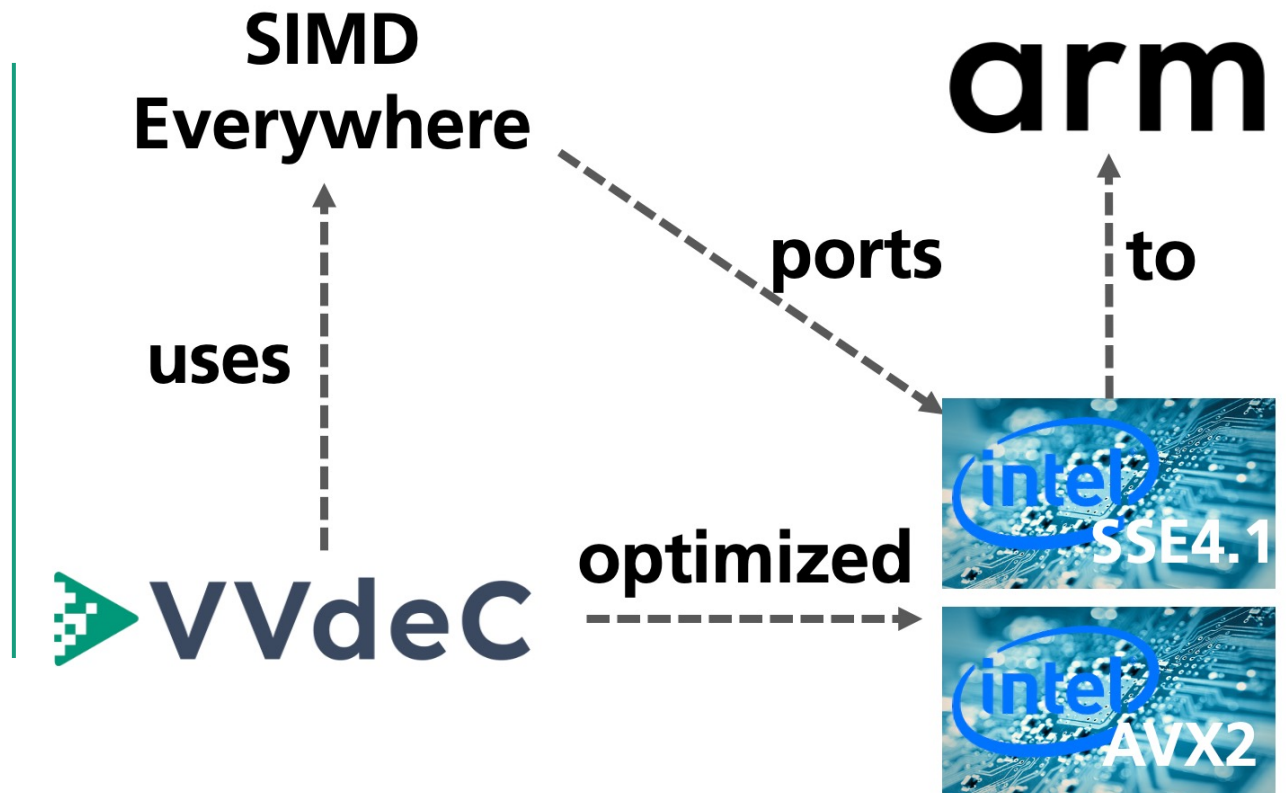 SIMD
Everywhere
arm
ports
to
uses
intel
SSE4.1
optimized
VVdeC
intel
AVX2